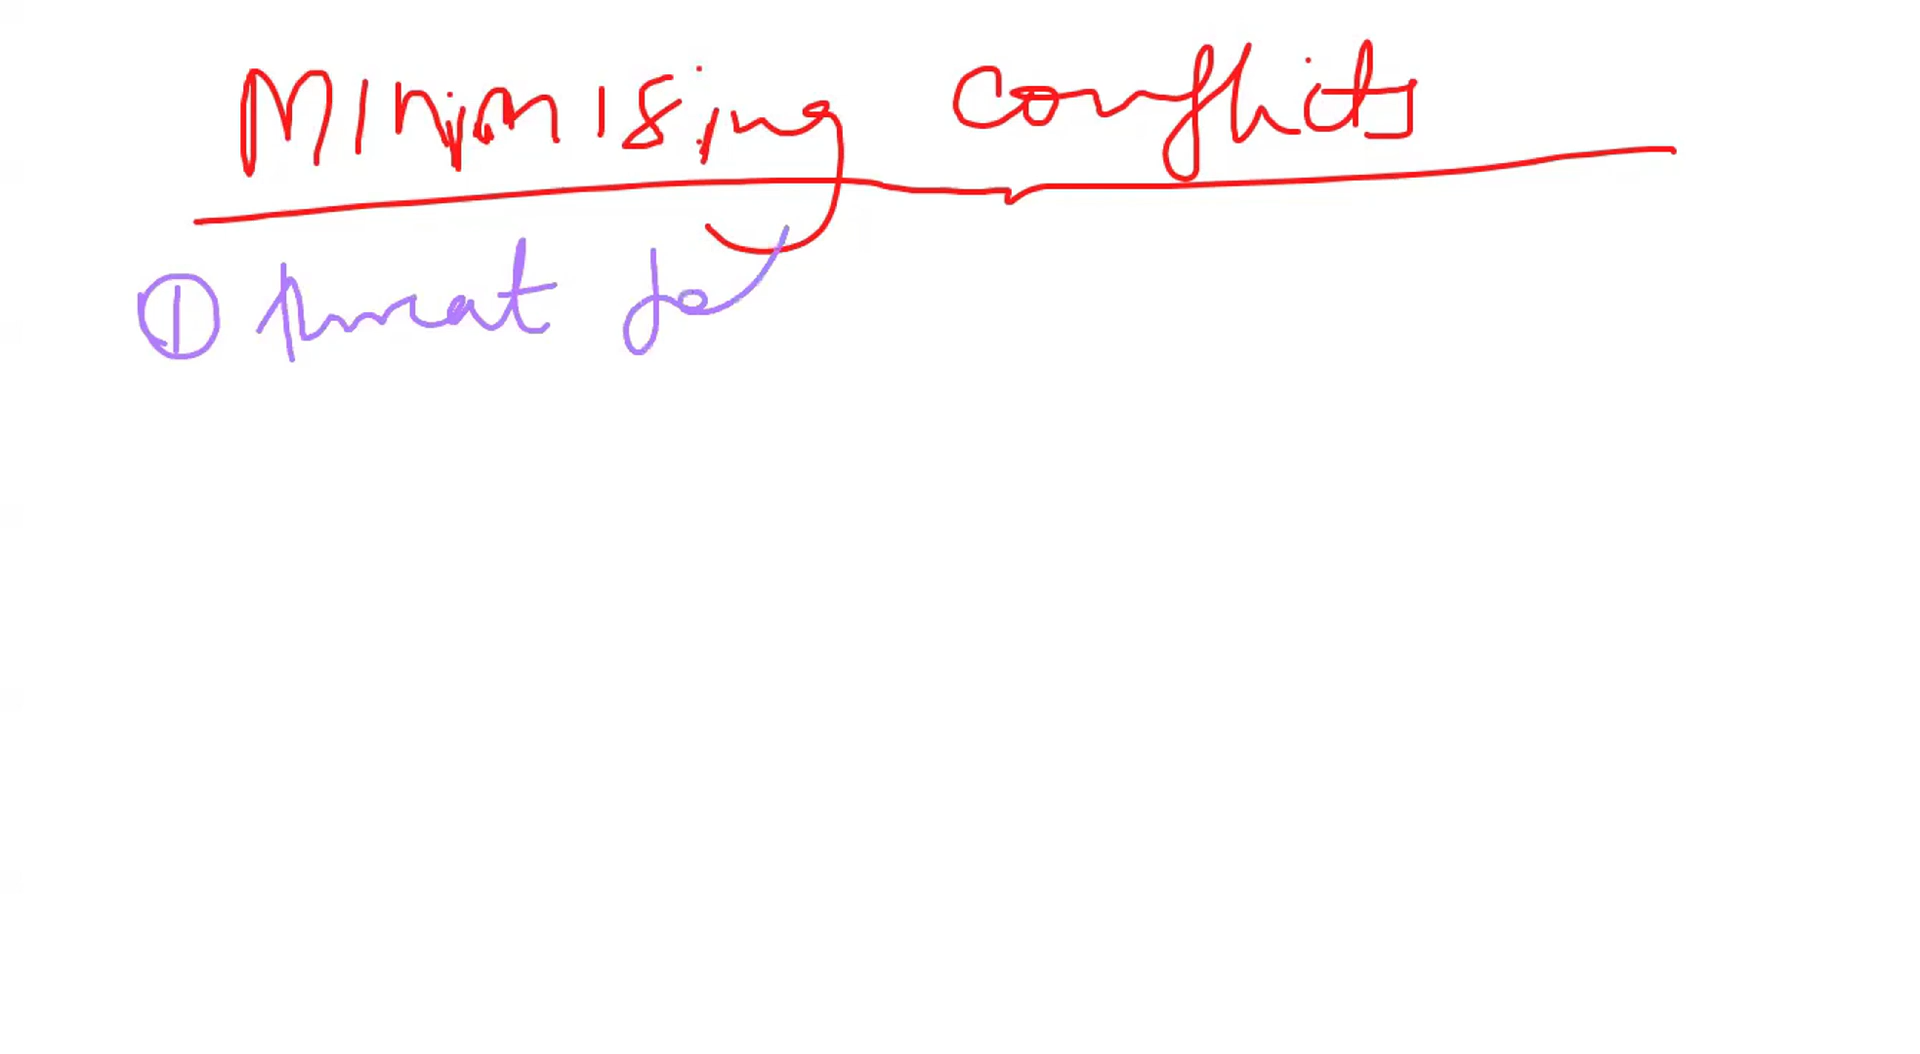 Minimising conflicts
① threat